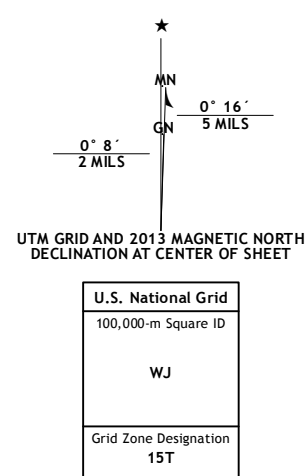 ★
MN
0° 16´
5 MILS
GN
0° 8´
2 MILS
UTM GRID AND 2013 MAGNETIC NORTH
DECLINATION AT CENTER OF SHEET
U.S. National Grid
100,000-m Square ID
WJ
Grid Zone Designation
15T